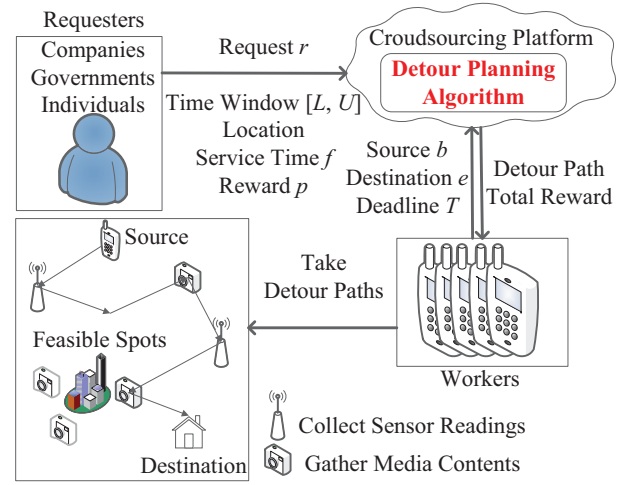 Requesters
Companies
Governments
Individuals
Request r
Time Window [L, U]
Location
Service Time f
Reward p
Croudsourcing Platform
Detour Planning
Algorithm
Source b
Destination e
Deadline T
Detour Path
Total Reward
Workers
Take
Detour Paths
Source
Feasible Spots
Destination
Collect Sensor Readings
Gather Media Contents